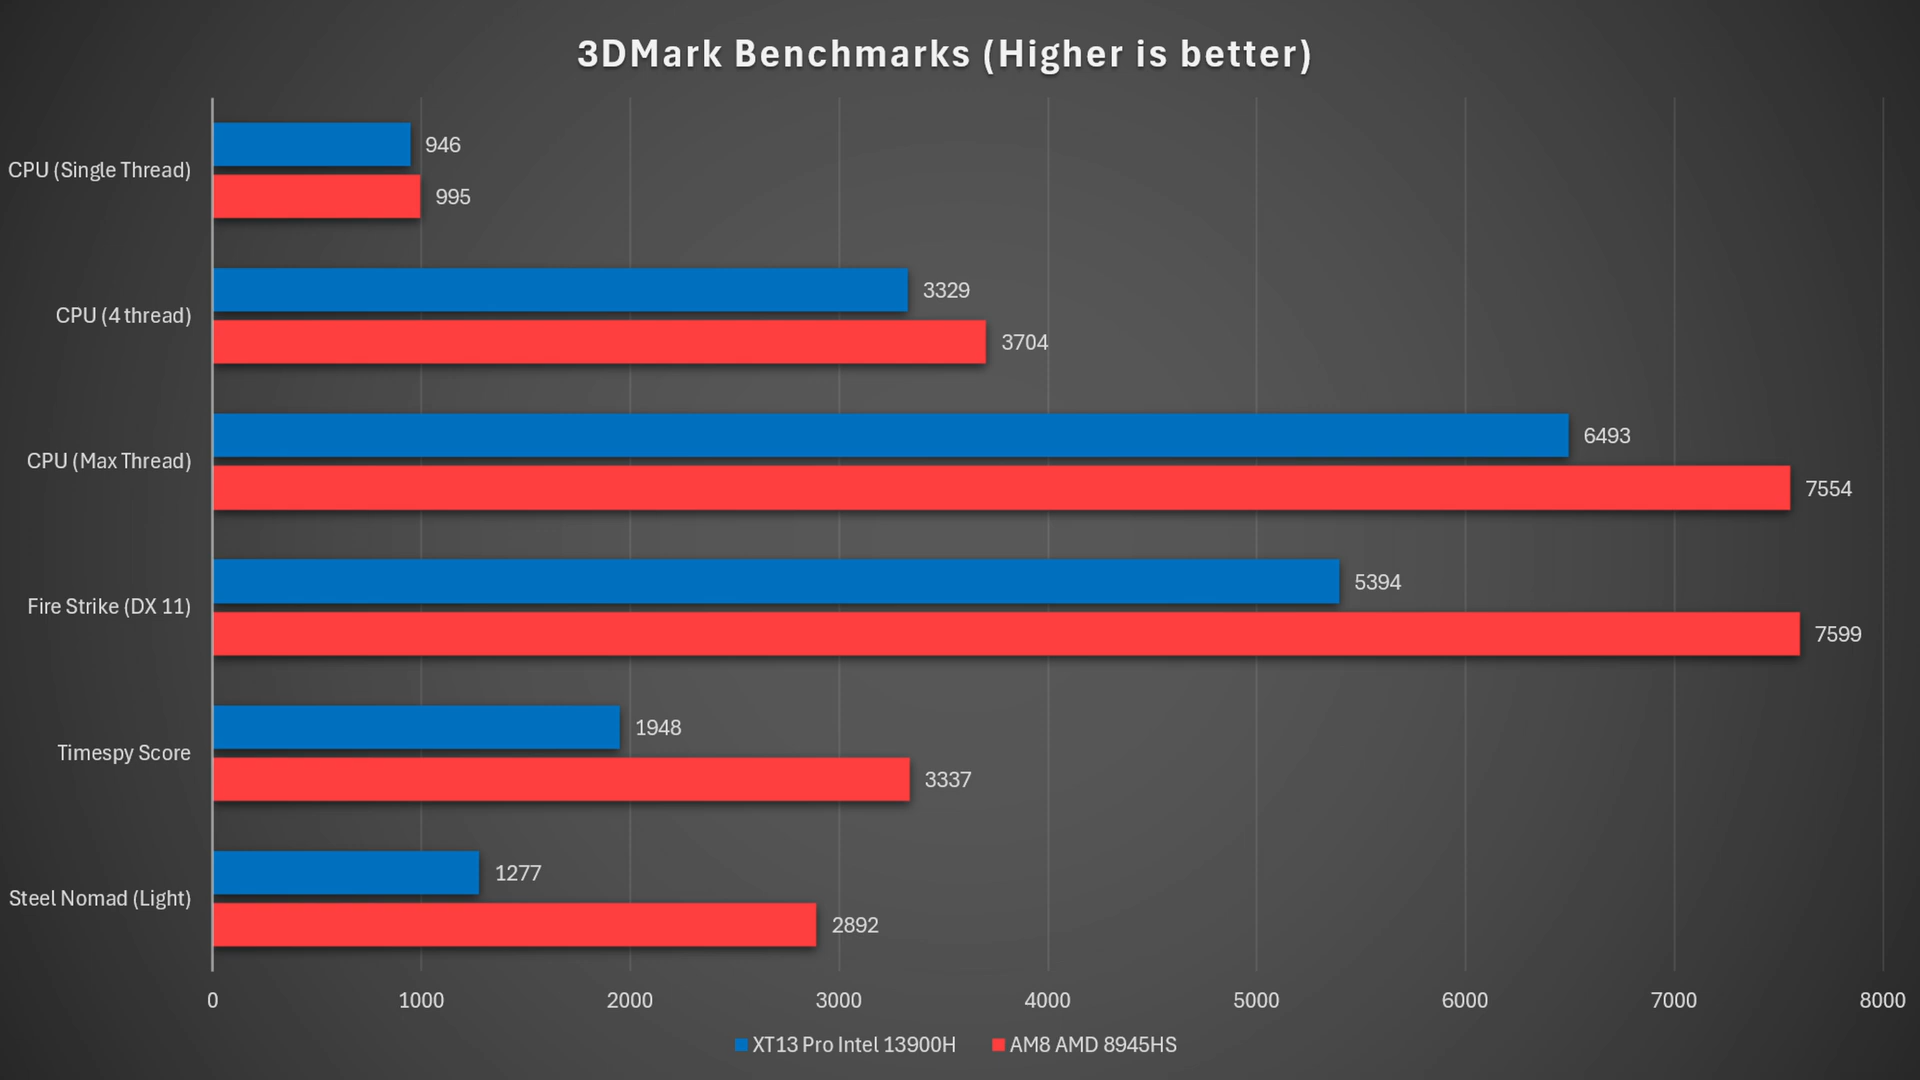 3DMark Benchmarks (Higher is better)
CPU (Single Thread)
946
995
CPU (4 thread)
3329
3704
CPU (Max Thread)
6493
7554
Fire Strike (DX 11)
5394
7599
Timespy Score
1948
3337
Steel Nomad (Light)
1277
2892
0 1000 2000 3000 4000 5000 6000 7000 8000
XT13 Pro Intel 13900H AM8 AMD 8945HS